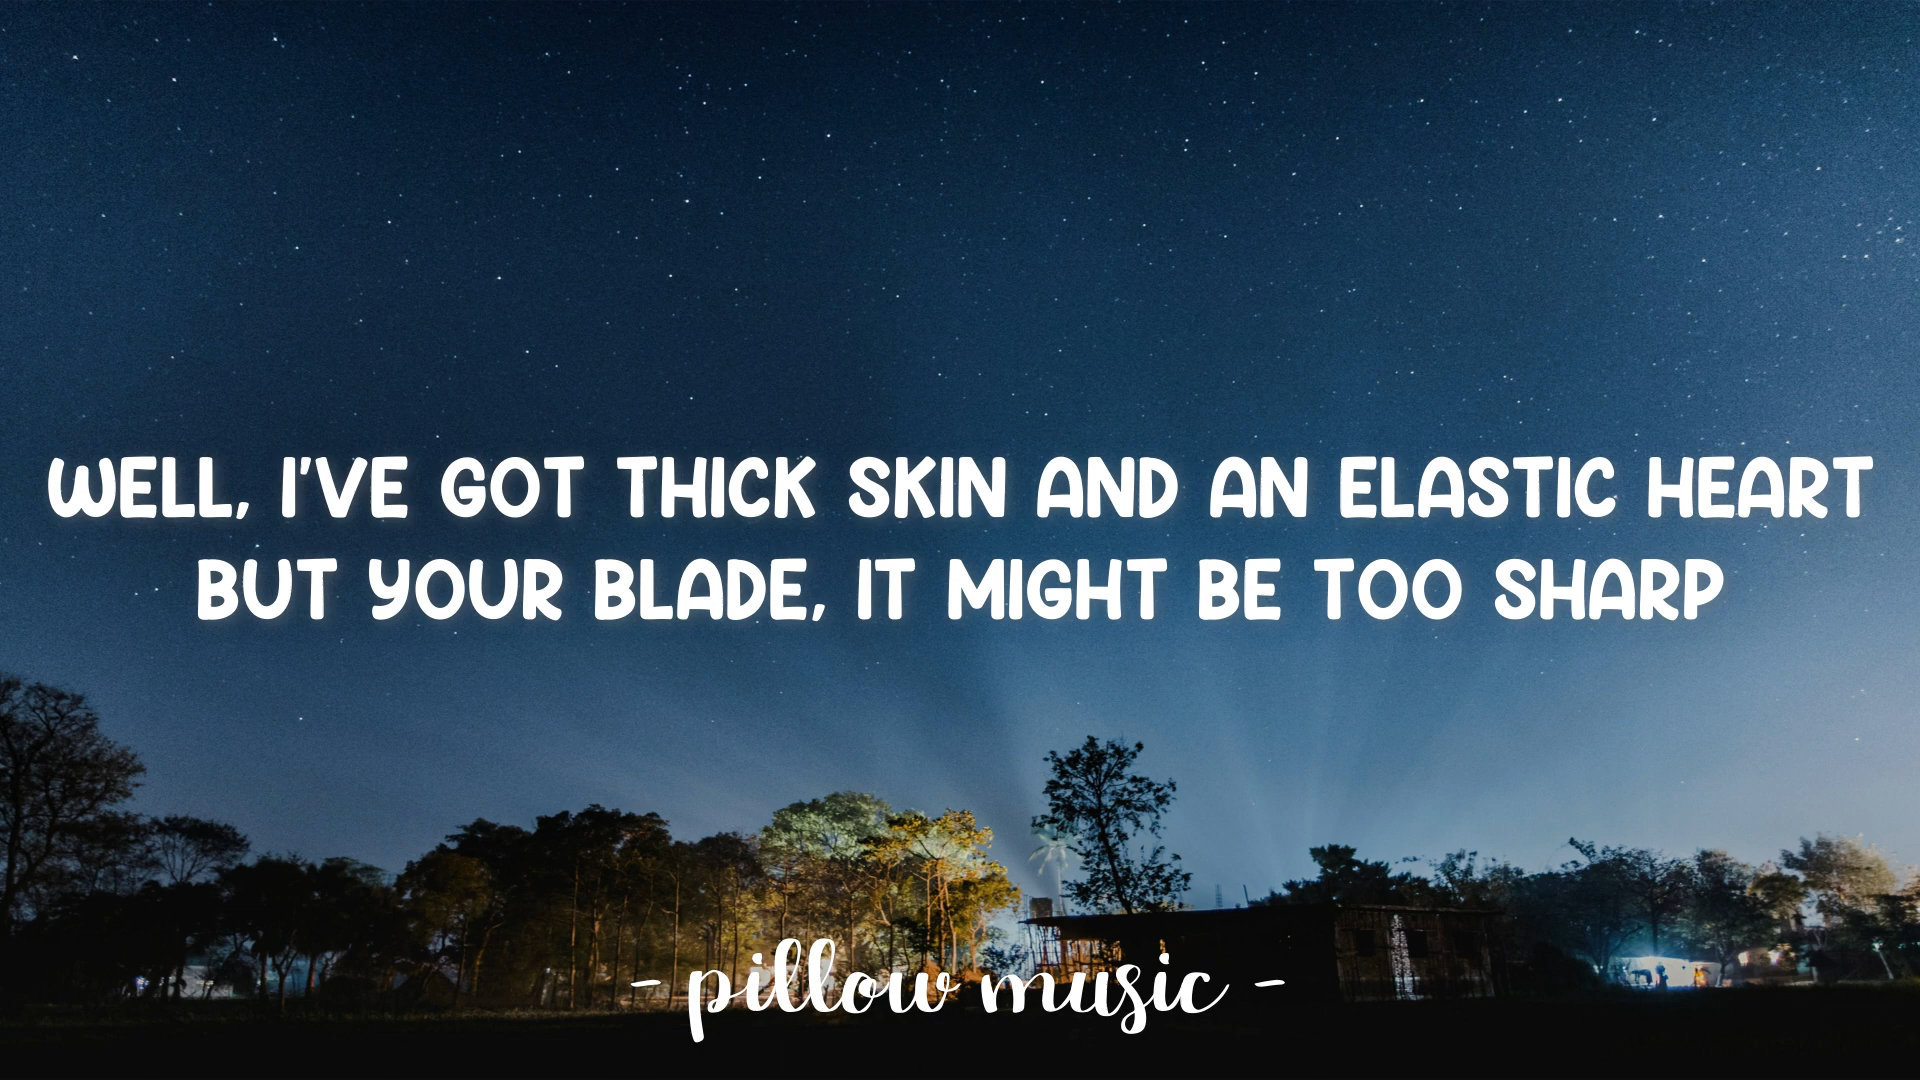 WELL, I'VE GOT THICK SKIN AND AN ELASTIC HEART
BUT YOUR BLADE, IT MIGHT BE TOO SHARP
- pillow music -